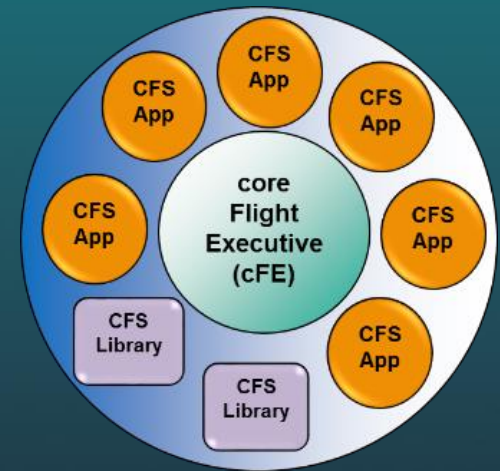 CFS
App
CFS
App
CFS
App
CFS
App
core
Flight
Executive
(cFE)
CFS
App
CFS
Library
CFS
App
CFS
Library